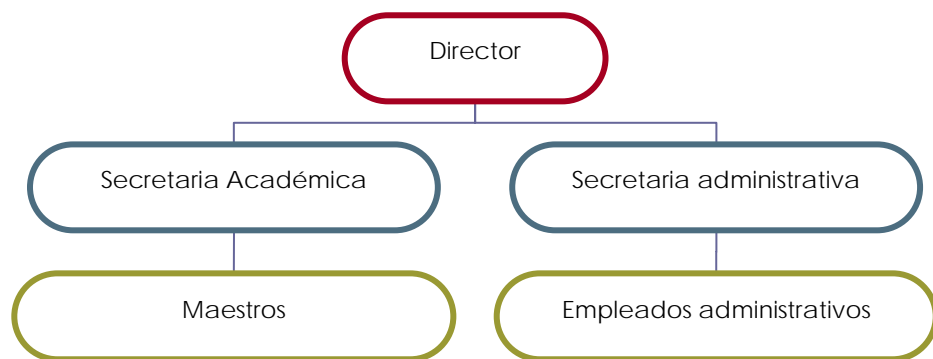 Director
Secretaria Académica
Secretaria administrativa
Maestros
Empleados administrativos